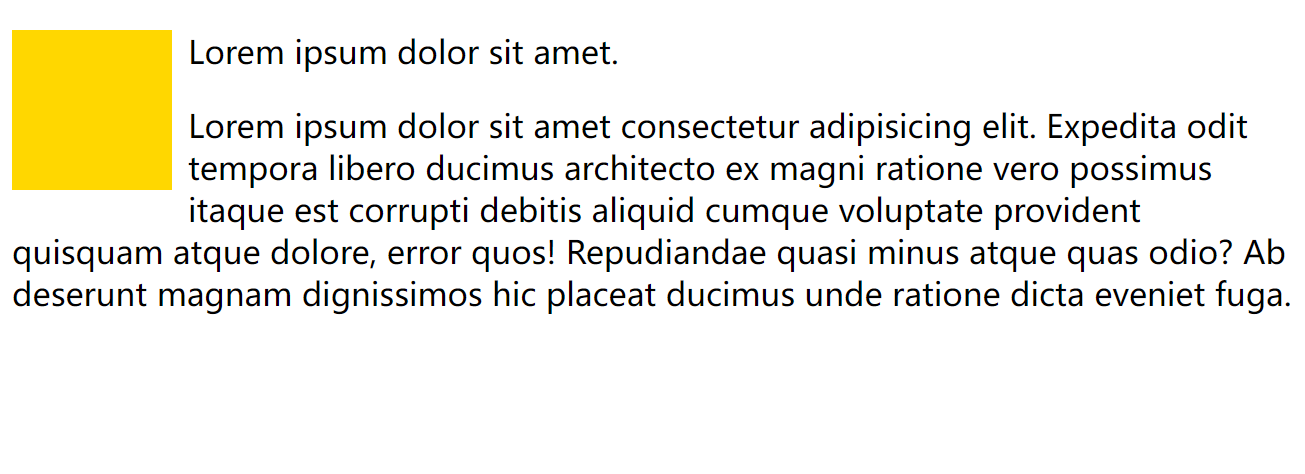 Lorem ipsum dolor sit amet.
Lorem ipsum dolor sit amet consectetur adipisicing elit. Expedita odit
tempora libero ducimus architecto ex magni ratione vero possimus
itaque est corrupti debitis aliquid cumque voluptate provident
quisquam atque dolore, error quos! Repudiandae quasi minus atque quas odio? Ab
deserunt magnam dignissimos hic placeat ducimus unde ratione dicta eveniet fuga.